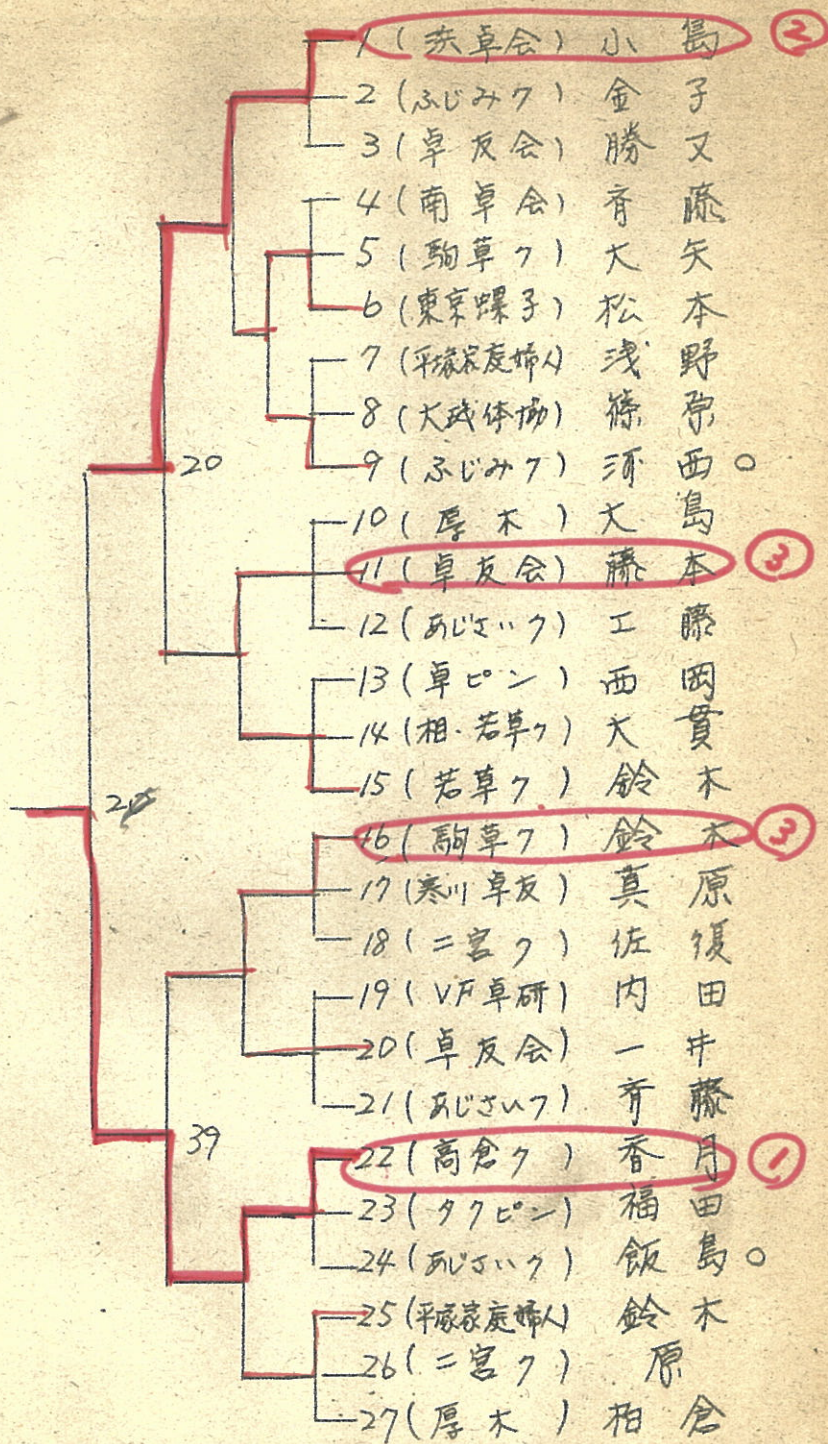 1 (赤卓会) 小島 ②
2 (ふじみク) 金子
3 (卓友会) 勝又
4 (南卓会) 斉藤
5 (駒草ク) 大矢
6 (東京螺子) 松本
7 (平塚家庭婦人) 浅野
8 (大磯体協) 篠原
9 (ふじみク) 河西 ○
20
10 (厚木) 大島
11 (卓友会) 藤本 ③
12 (あじさいク) 工藤
13 (卓ピン) 西岡
14 (相・若草ク) 大貫
15 (若草ク) 鈴木
16 (駒草ク) 鈴木 ③
17 (寒川卓友) 真原
18 (二宮ク)
19 (VF卓研) 内田
20 (卓友会) 一井
21 (あじさいク) 斉藤
39
22 (高倉ク) 香月 ①
23 (タクピン) 福田
24 (あじさいク) 飯島 ○
25 (平塚家庭婦人) 鈴木
26 (二宮ク) 原
27 (厚木) 柏倉